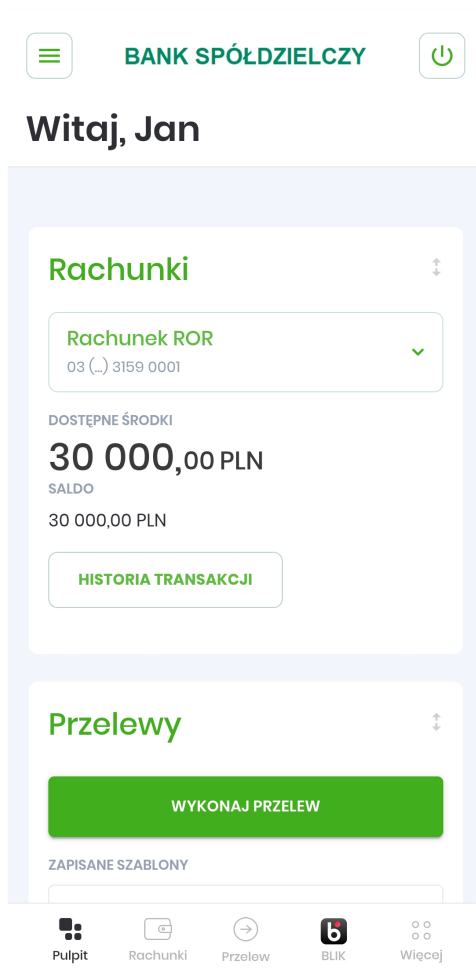 BANK SPÓŁDZIELCZY
Witaj, Jan
Rachunki
Rachunek ROR
03 (...) 3159 0001
DOSTĘPNE ŚRODKI
30 000,00 PLN
SALDO
30 000,00 PLN
HISTORIA TRANSAKCJI
Przelewy
WYKONAJ PRZELEW
ZAPISANE SZABLONY
Pulpit Rachunki Przelew BLIK Więcej